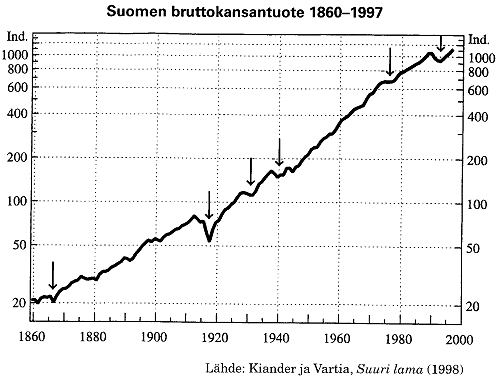 Suomen bruttokansantuote 1860–1997
Ind. Ind.
1000 1000
800 800
600 600
400 400
200 200
100 100
50 50
20 20
1860 1880 1900 1920 1940 1960 1980 2000
Lähde: Kiander ja Vartia, Suuri lama (1998)